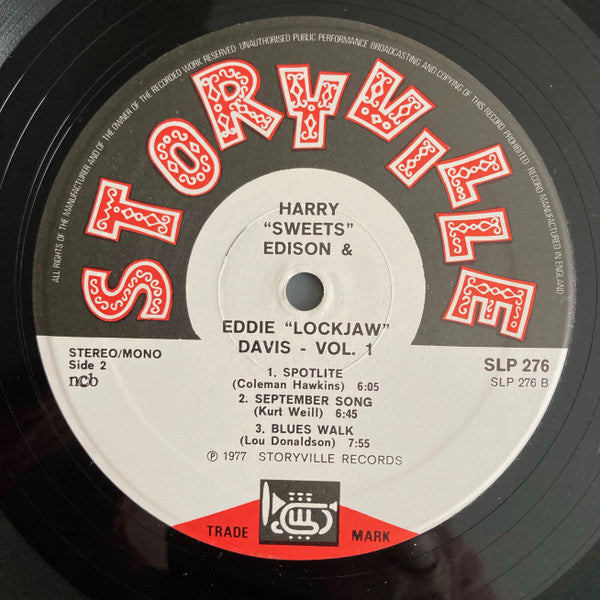 ALL RIGHTS OF THE MANUFACTURER AND OF THE OWNER OF THE RECORDED WORK RESERVED UNAUTHORISED PUBLIC PERFORMANCE BROADCASTING AND COPYING OF THIS RECORD PROHIBITED. RECORD MANUFACTURED IN ENGLAND
STORYVILLE
HARRY
"SWEETS"
EDISON &
EDDIE "LOCKJAW"
DAVIS - VOL. 1
STEREO/MONO
Side 2
ncb
SLP 276
SLP 276 B
1. SPOTLITE
(Coleman Hawkins) 6:05
2. SEPTEMBER SONG
(Kurt Weill) 6:45
3. BLUES WALK
(Lou Donaldson) 7:55
℗ 1977 STORYVILLE RECORDS
TRADE MARK